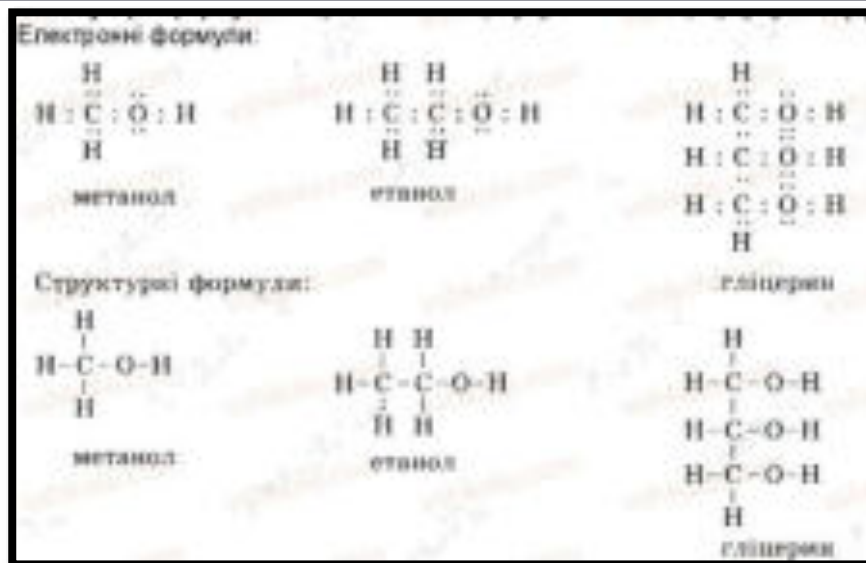 Електронні формули:
H
H : C : O : H
H
метанол
H H
H : C : C : O : H
H H
етанол
H
H : C : O : H
H : C : O : H
H : C : O : H
H
гліцерин
Структурні формули:
H
H-C-O-H
H
метанол
H H
H-C-C-O-H
H H
етанол
H
H-C-O-H
H-C-O-H
H-C-O-H
H
гліцерин